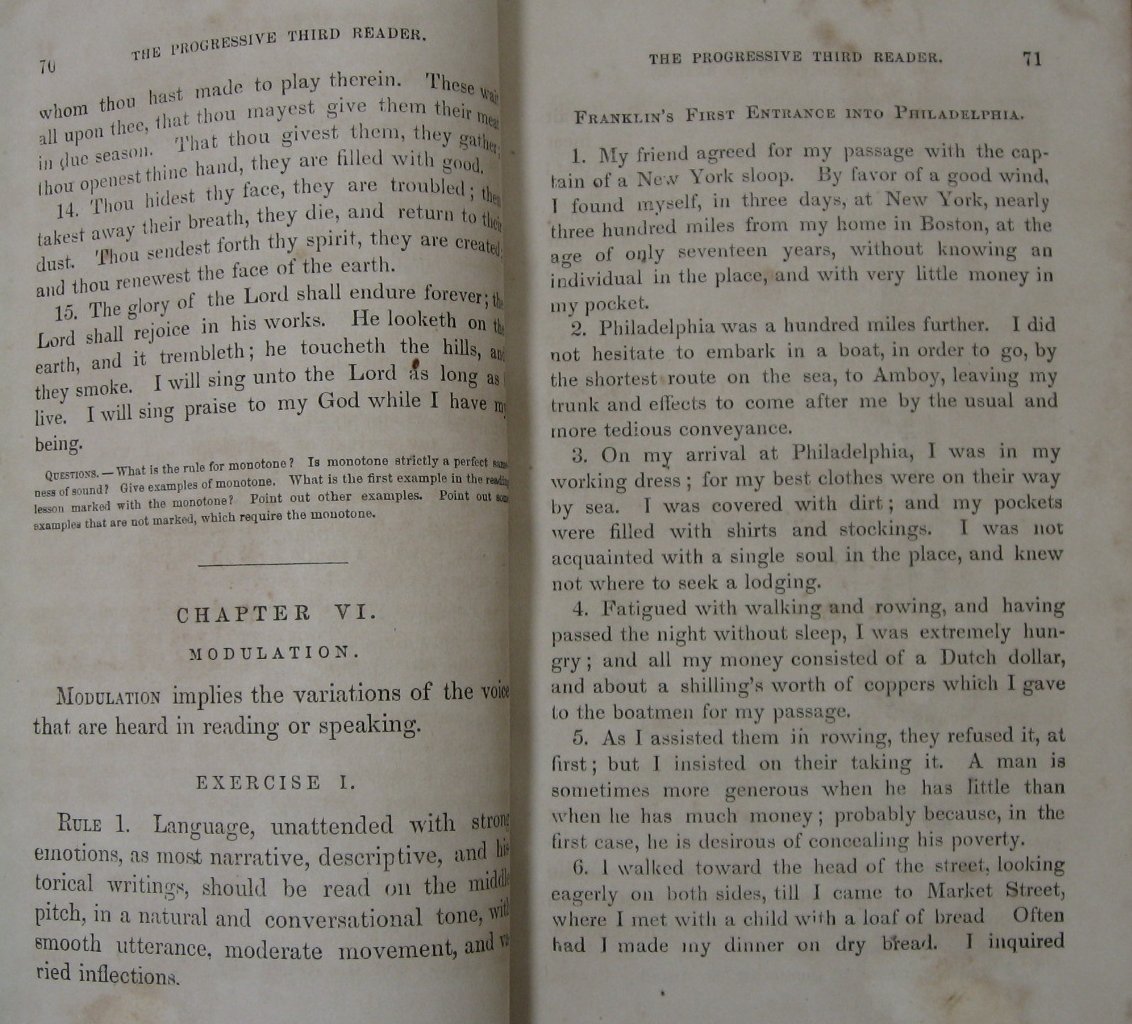 70
THE PROGRESSIVE THIRD READER.
whom thou hast made to play therein. These wait
all upon thee, that thou mayest give them their meat
in due season. That thou givest them, they gather;
thou openest thine hand, they are filled with good.
14. Thou hidest thy face, they are troubled; thou
takest away their breath, they die, and return to their
dust. Thou sendest forth thy spirit, they are created,
and thou renewest the face of the earth.
15. The glory of the Lord shall endure forever; the
Lord shall rejoice in his works. He looketh on the
earth, and it trembleth; he toucheth the hills, and
they smoke. I will sing unto the Lord as long as I
live. I will sing praise to my God while I have my
being.
QUESTIONS.—What is the rule for monotone? Is monotone strictly a perfect same-
ness of sound? Give examples of monotone. What is the first example in the reading
lesson marked with the monotone? Point out other examples. Point out some
examples that are not marked, which require the monotone.
CHAPTER VI.
MODULATION.
MODULATION implies the variations of the voice
that are heard in reading or speaking.
EXERCISE I.
RULE 1. Language, unattended with strong
emotions, as most narrative, descriptive, and his-
torical writings, should be read on the middle
pitch, in a natural and conversational tone, with
smooth utterance, moderate movement, and va-
ried inflections.
THE PROGRESSIVE THIRD READER. 71
FRANKLIN'S FIRST ENTRANCE INTO PHILADELPHIA.
1. My friend agreed for my passage with the cap-
tain of a New York sloop. By favor of a good wind,
I found myself, in three days, at New York, nearly
three hundred miles from my home in Boston, at the
age of only seventeen years, without knowing an
individual in the place, and with very little money in
my pocket.
2. Philadelphia was a hundred miles further. I did
not hesitate to embark in a boat, in order to go, by
the shortest route on the sea, to Amboy, leaving my
trunk and effects to come after me by the usual and
more tedious conveyance.
3. On my arrival at Philadelphia, I was in my
working dress; for my best clothes were on their way
by sea. I was covered with dirt; and my pockets
were filled with shirts and stockings. I was not
acquainted with a single soul in the place, and knew
not where to seek a lodging.
4. Fatigued with walking and rowing, and having
passed the night without sleep, I was extremely hun-
gry; and all my money consisted of a Dutch dollar,
and about a shilling's worth of coppers which I gave
to the boatmen for my passage.
5. As I assisted them in rowing, they refused it, at
first; but I insisted on their taking it. A man is
sometimes more generous when he has little than
when he has much money; probably because, in the
first case, he is desirous of concealing his poverty.
6. I walked toward the head of the street, looking
eagerly on both sides, till I came to Market Street,
where I met with a child with a loaf of bread Often
had I made my dinner on dry bread. I inquired